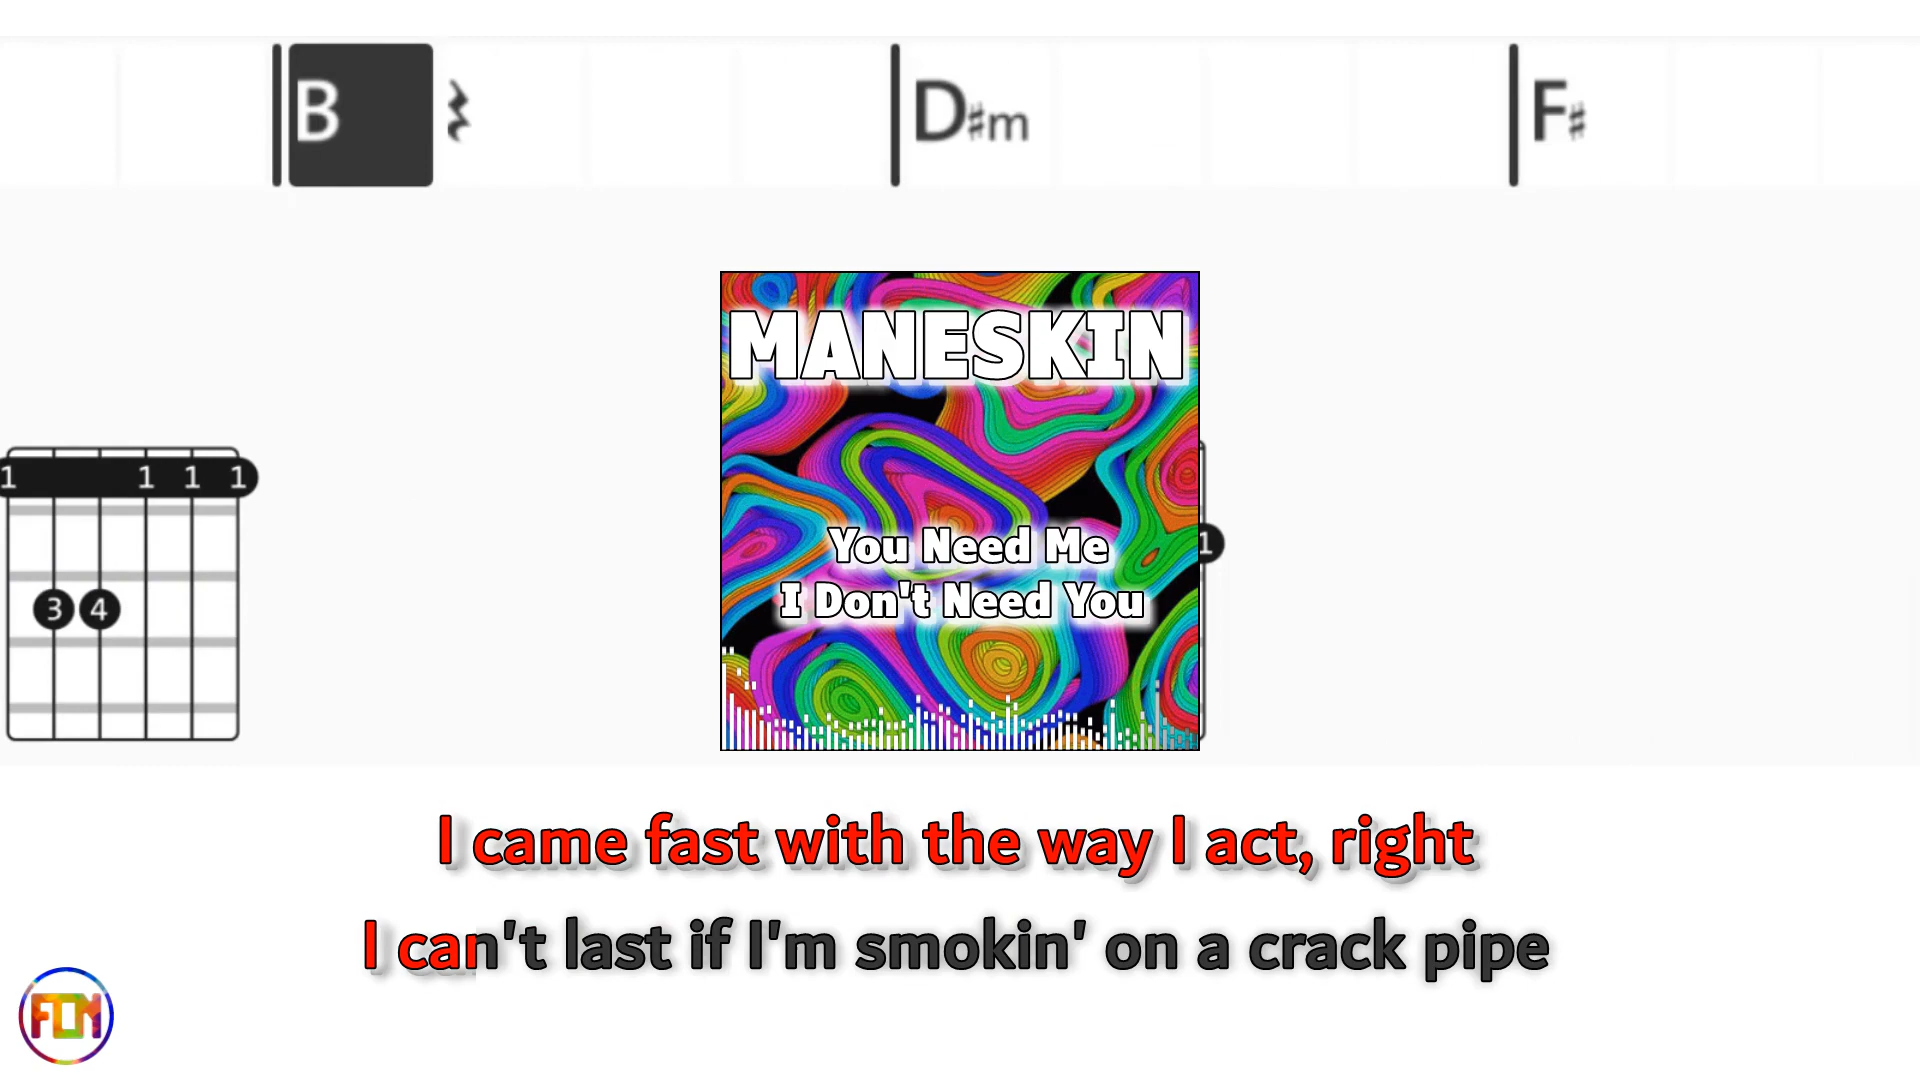 B D#m F#
MANESKIN
1 1 1 1
You Need Me
1
I Don't Need You
3 4
I came fast with the way I act, right
I can't last if I'm smokin' on a crack pipe
FCM